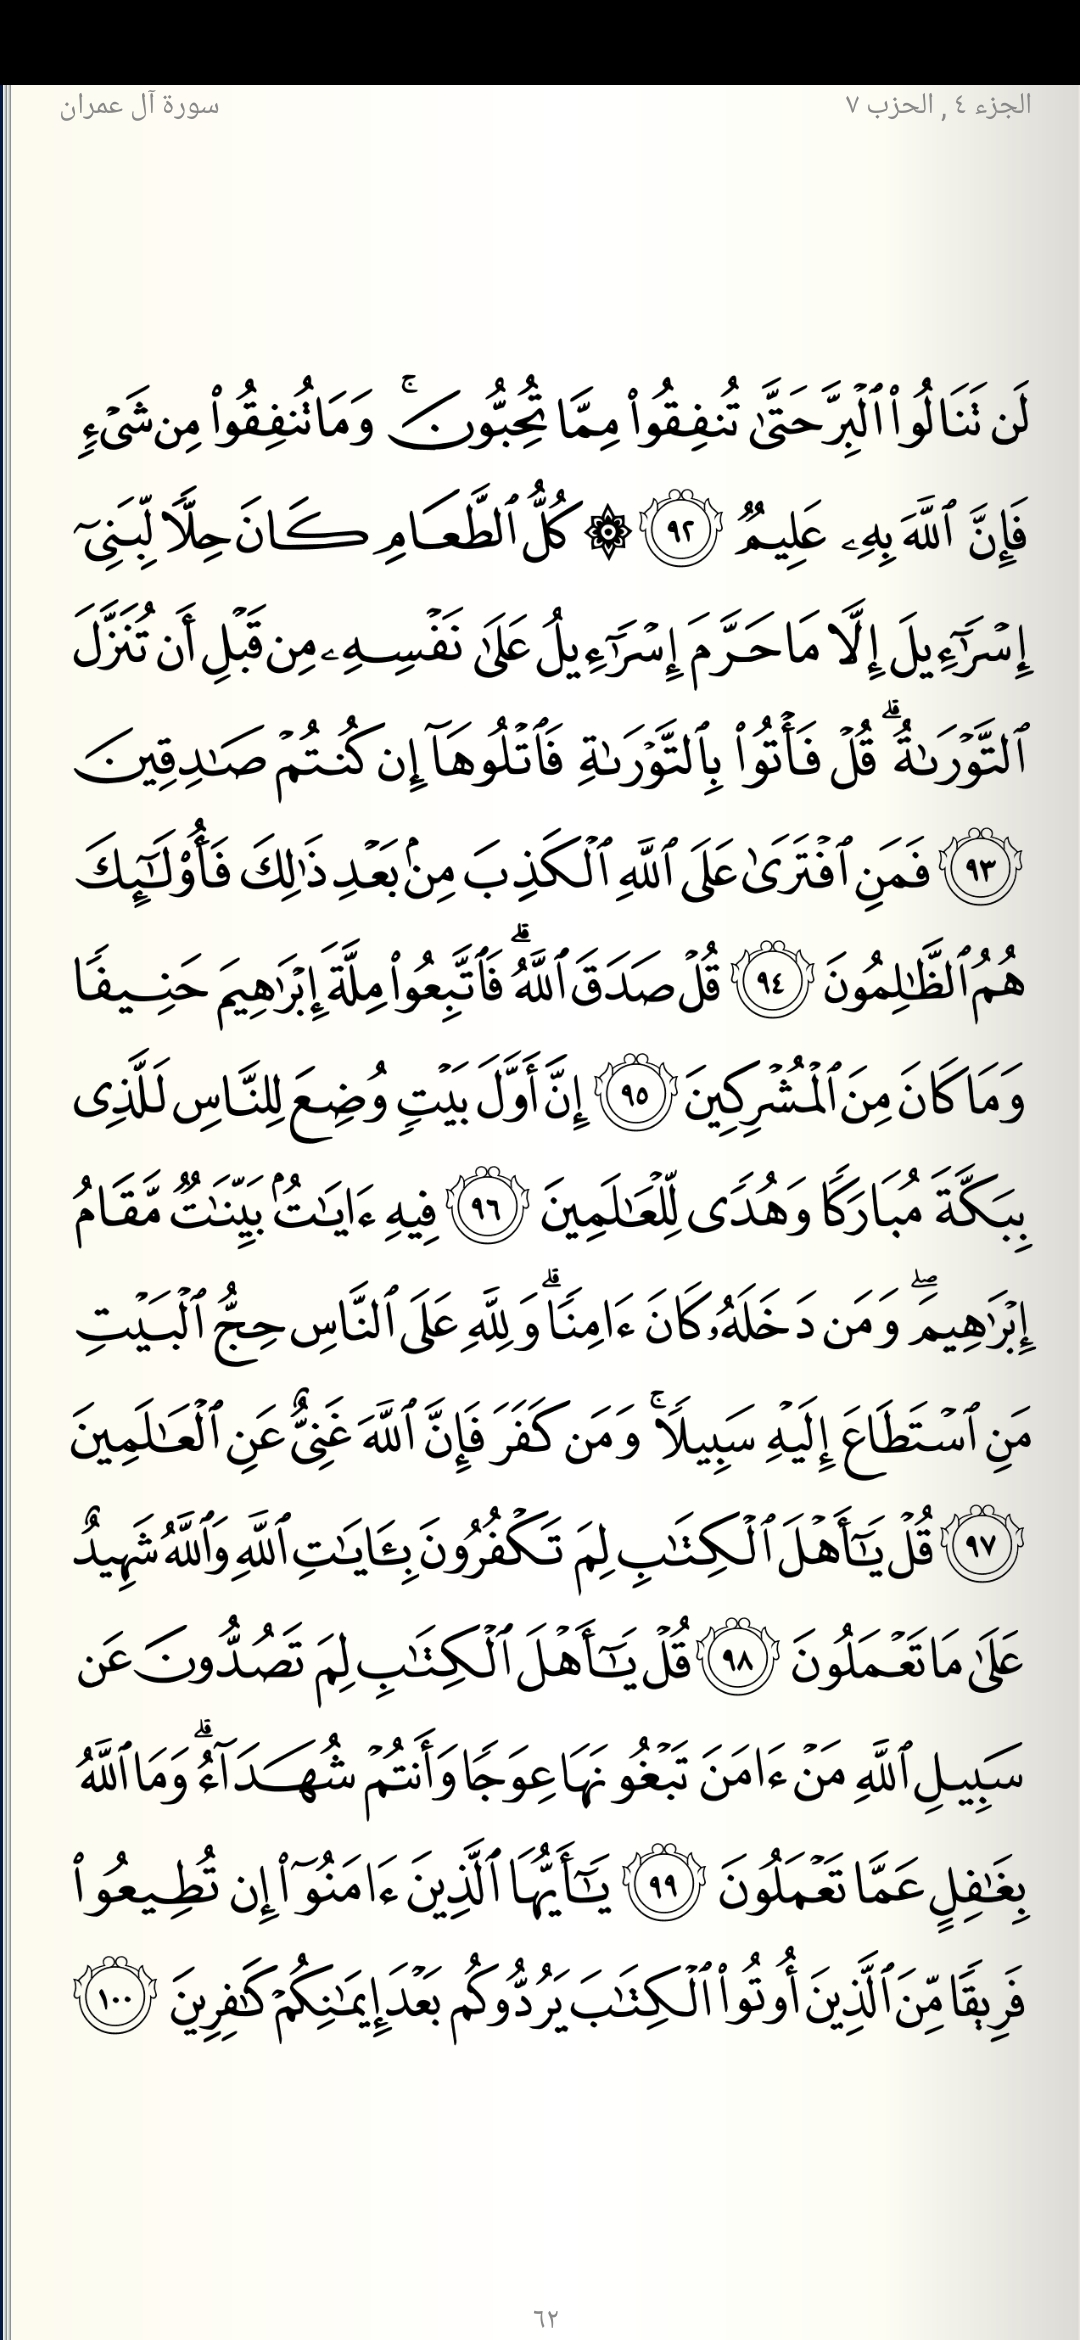 سورة آل عمران
الجزء ٤ , الحزب ٧
لَن تَنَالُوا۟ ٱلْبِرَّ حَتَّىٰ تُنفِقُوا۟ مِمَّا تُحِبُّونَ ۚ وَمَا تُنفِقُوا۟ مِن شَىْءٍ
فَإِنَّ ٱللَّهَ بِهِۦ عَلِيمٌ ٩٢ ۞ كُلُّ ٱلطَّعَامِ كَانَ حِلًّا لِّبَنِىٓ
إِسْرَٰٓءِيلَ إِلَّا مَا حَرَّمَ إِسْرَٰٓءِيلُ عَلَىٰ نَفْسِهِۦ مِن قَبْلِ أَن تُنَزَّلَ
ٱلتَّوْرَىٰةُ ۗ قُلْ فَأْتُوا۟ بِٱلتَّوْرَىٰةِ فَٱتْلُوهَآ إِن كُنتُمْ صَـٰدِقِينَ
٩٣ فَمَنِ ٱفْتَرَىٰ عَلَى ٱللَّهِ ٱلْكَذِبَ مِنۢ بَعْدِ ذَٰلِكَ فَأُو۟لَـٰٓئِكَ
هُمُ ٱلظَّـٰلِمُونَ ٩٤ قُلْ صَدَقَ ٱللَّهُ ۗ فَٱتَّبِعُوا۟ مِلَّةَ إِبْرَٰهِيمَ حَنِيفًا
وَمَا كَانَ مِنَ ٱلْمُشْرِكِينَ ٩٥ إِنَّ أَوَّلَ بَيْتٍ وُضِعَ لِلنَّاسِ لَلَّذِى
بِبَكَّةَ مُبَارَكًا وَهُدًى لِّلْعَـٰلَمِينَ ٩٦ فِيهِ ءَايَـٰتٌۢ بَيِّنَـٰتٌ مَّقَامُ
إِبْرَٰهِيمَ ۖ وَمَن دَخَلَهُۥ كَانَ ءَامِنًا ۗ وَلِلَّهِ عَلَى ٱلنَّاسِ حِجُّ ٱلْبَيْتِ
مَنِ ٱسْتَطَاعَ إِلَيْهِ سَبِيلًا ۚ وَمَن كَفَرَ فَإِنَّ ٱللَّهَ غَنِىٌّ عَنِ ٱلْعَـٰلَمِينَ
٩٧ قُلْ يَـٰٓأَهْلَ ٱلْكِتَـٰبِ لِمَ تَكْفُرُونَ بِـَٔايَـٰتِ ٱللَّهِ وَٱللَّهُ شَهِيدٌ
عَلَىٰ مَا تَعْمَلُونَ ٩٨ قُلْ يَـٰٓأَهْلَ ٱلْكِتَـٰبِ لِمَ تَصُدُّونَ عَن
سَبِيلِ ٱللَّهِ مَنْ ءَامَنَ تَبْغُونَهَا عِوَجًا وَأَنتُمْ شُهَدَآءُ ۗ وَمَا ٱللَّهُ
بِغَـٰفِلٍ عَمَّا تَعْمَلُونَ ٩٩ يَـٰٓأَيُّهَا ٱلَّذِينَ ءَامَنُوٓا۟ إِن تُطِيعُوا۟
فَرِيقًا مِّنَ ٱلَّذِينَ أُوتُوا۟ ٱلْكِتَـٰبَ يَرُدُّوكُم بَعْدَ إِيمَـٰنِكُمْ كَـٰفِرِينَ ١٠٠
٦٢